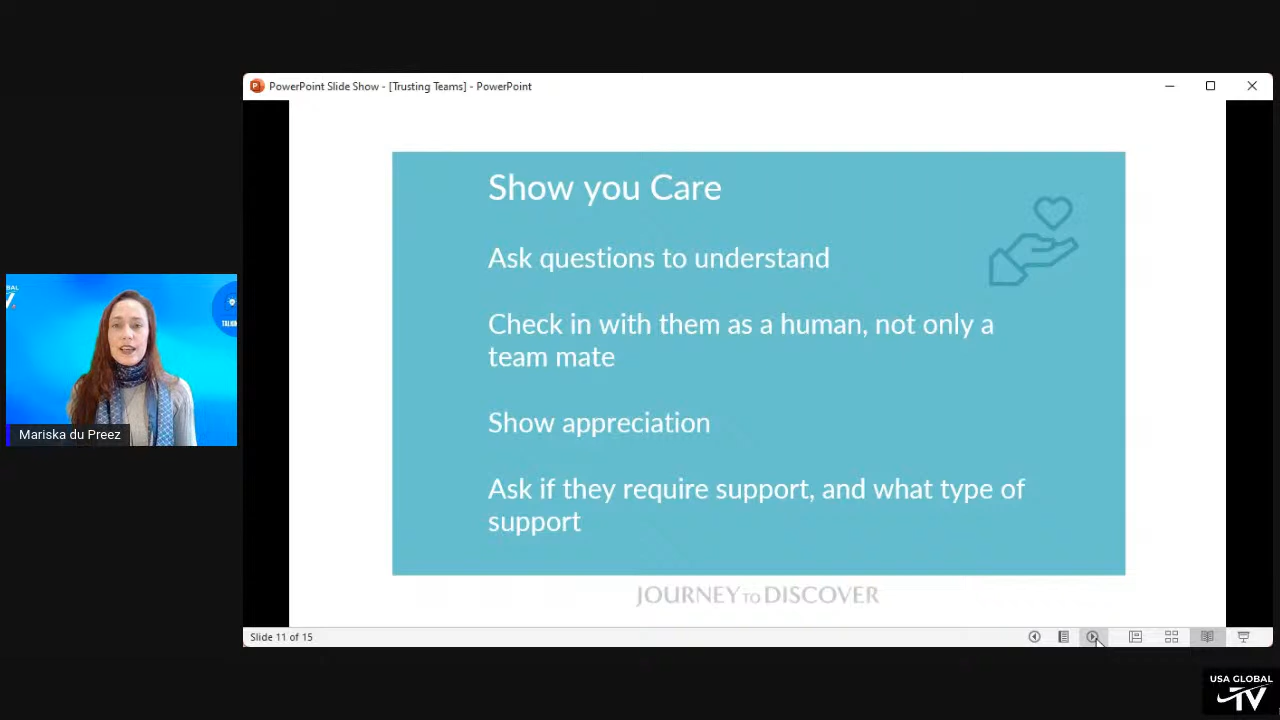 PowerPoint Slide Show - [Trusting Teams] - PowerPoint
Show you Care
Ask questions to understand
Check in with them as a human, not only a
team mate
Show appreciation
Ask if they require support, and what type of
support
JOURNEY TO DISCOVER
Slide 11 of 15
BAL
V.
TALKIN
Mariska du Preez
USA GLOBAL
TV